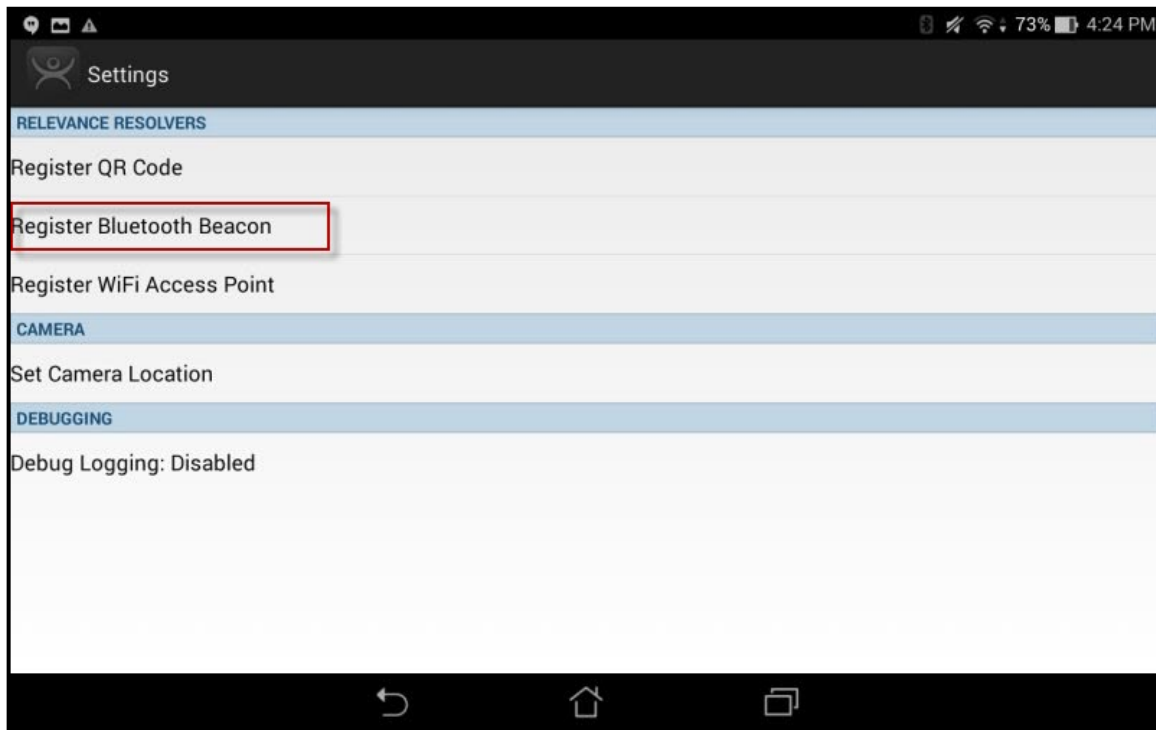 73% 4:24 PM
Settings
RELEVANCE RESOLVERS
Register QR Code
Register Bluetooth Beacon
Register WiFi Access Point
CAMERA
Set Camera Location
DEBUGGING
Debug Logging: Disabled